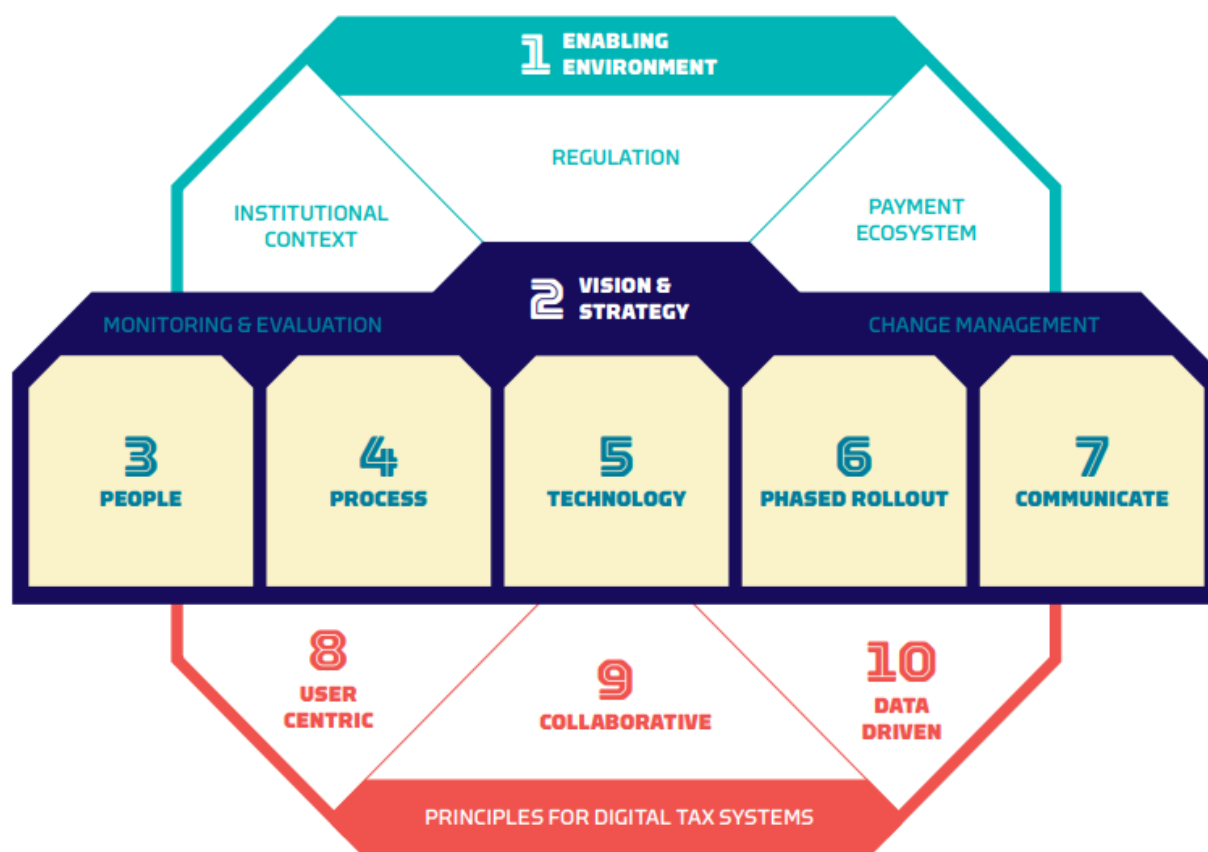 1 ENABLING
ENVIRONMENT
REGULATION
INSTITUTIONAL
CONTEXT
PAYMENT
ECOSYSTEM
2 VISION &
STRATEGY
MONITORING & EVALUATION
CHANGE MANAGEMENT
3
PEOPLE
4
PROCESS
5
TECHNOLOGY
6
PHASED ROLLOUT
7
COMMUNICATE
8
USER
CENTRIC
9
COLLABORATIVE
10
DATA
DRIVEN
PRINCIPLES FOR DIGITAL TAX SYSTEMS